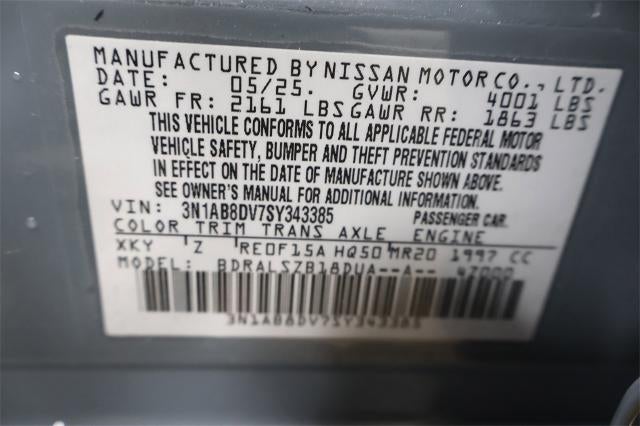 MANUFACTURED BY NISSAN MOTOR CO., LTD.
DATE: 05/25. GVWR: 4001 LBS
GAWR FR: 2161 LBS GAWR RR: 1863 LBS
THIS VEHICLE CONFORMS TO ALL APPLICABLE FEDERAL MOTOR
VEHICLE SAFETY, BUMPER AND THEFT PREVENTION STANDARDS
IN EFFECT ON THE DATE OF MANUFACTURE SHOWN ABOVE.
SEE OWNER'S MANUAL FOR ADDITIONAL INFORMATION.
VIN: 3N1AB8DV7SY343385 PASSENGER CAR.
COLOR TRIM TRANS AXLE ENGINE
XKY Z RE0F15A HQ50 MR20 1997 CC
MODEL: BDRALSZB18DUA--A-- 47000
3N1AB8DV7SY343385